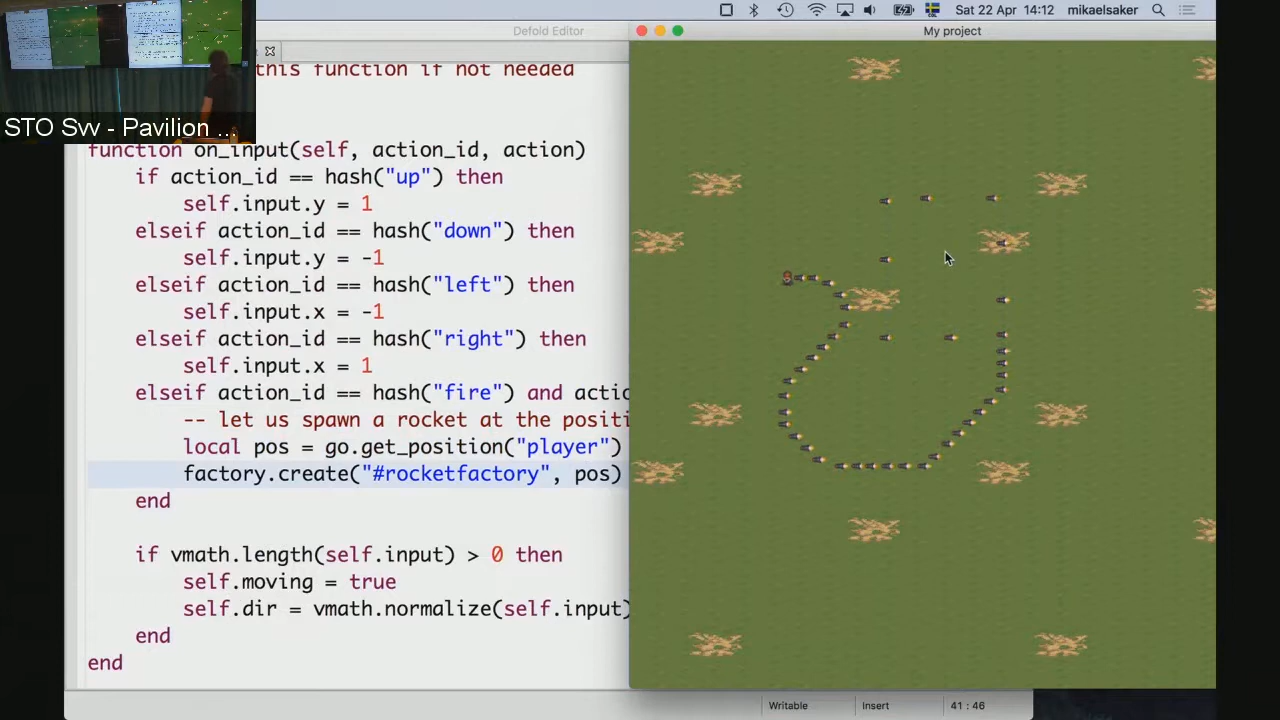 Sat 22 Apr 14:12 mikaelsaker
STO Svv - Pavilion ...
Defold Editor
My project
this function if not needed
function on_input(self, action_id, action)
if action_id == hash("up") then
self.input.y = 1
elseif action_id == hash("down") then
self.input.y = -1
elseif action_id == hash("left") then
self.input.x = -1
elseif action_id == hash("right") then
self.input.x = 1
elseif action_id == hash("fire") and actio
-- let us spawn a rocket at the positi
local pos = go.get_position("player")
factory.create("#rocketfactory", pos)
end
if vmath.length(self.input) > 0 then
self.moving = true
self.dir = vmath.normalize(self.input)
end
end
Writable Insert 41 : 46